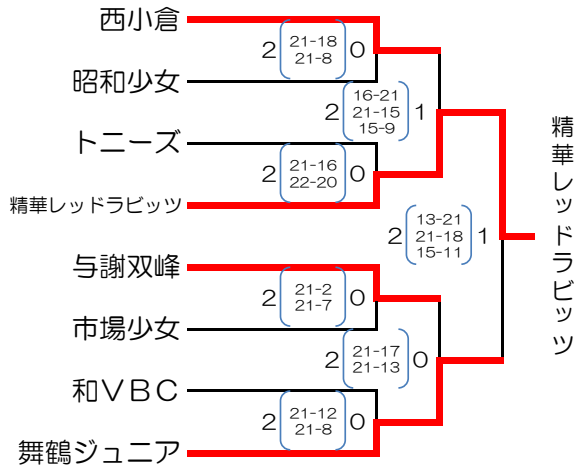 西小倉
2 21-18 0
21-8
昭和少女
2 16-21 1
21-15
15-9
トニーズ
2 21-16 0
22-20
精華レッドラビッツ
2 13-21 1
21-18
15-11
精華レッドラビッツ
与謝双峰
2 21-2 0
21-7
市場少女
2 21-17 0
21-13
和VBC
2 21-12 0
21-8
舞鶴ジュニア